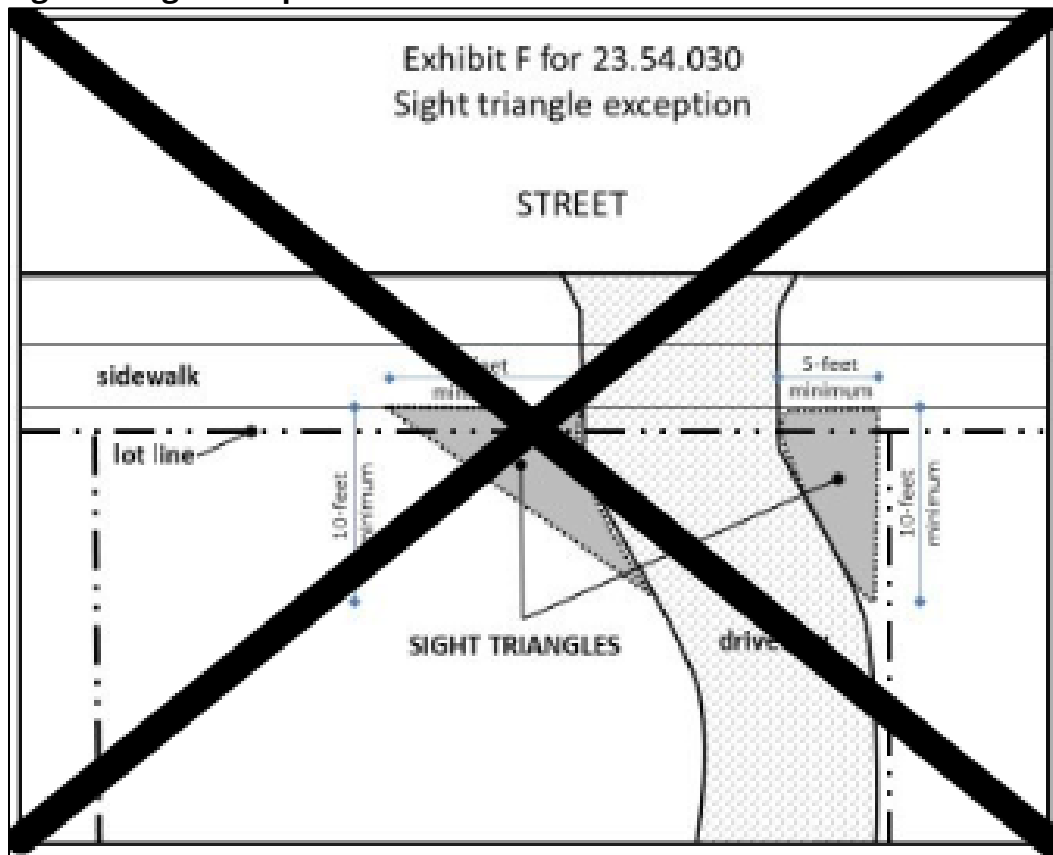 Exhibit F for 23.54.030
Sight triangle exception
STREET
sidewalk
5-feet
minimum
lot line
10-feet
minimum
10-feet
minimum
SIGHT TRIANGLES